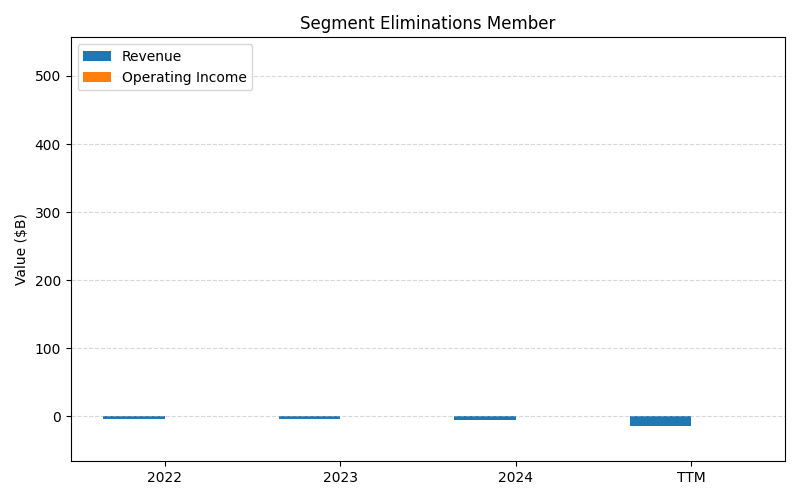 Segment Eliminations Member
Revenue
Operating Income
Value ($B)
500
400
300
200
100
0
2022 2023 2024 TTM